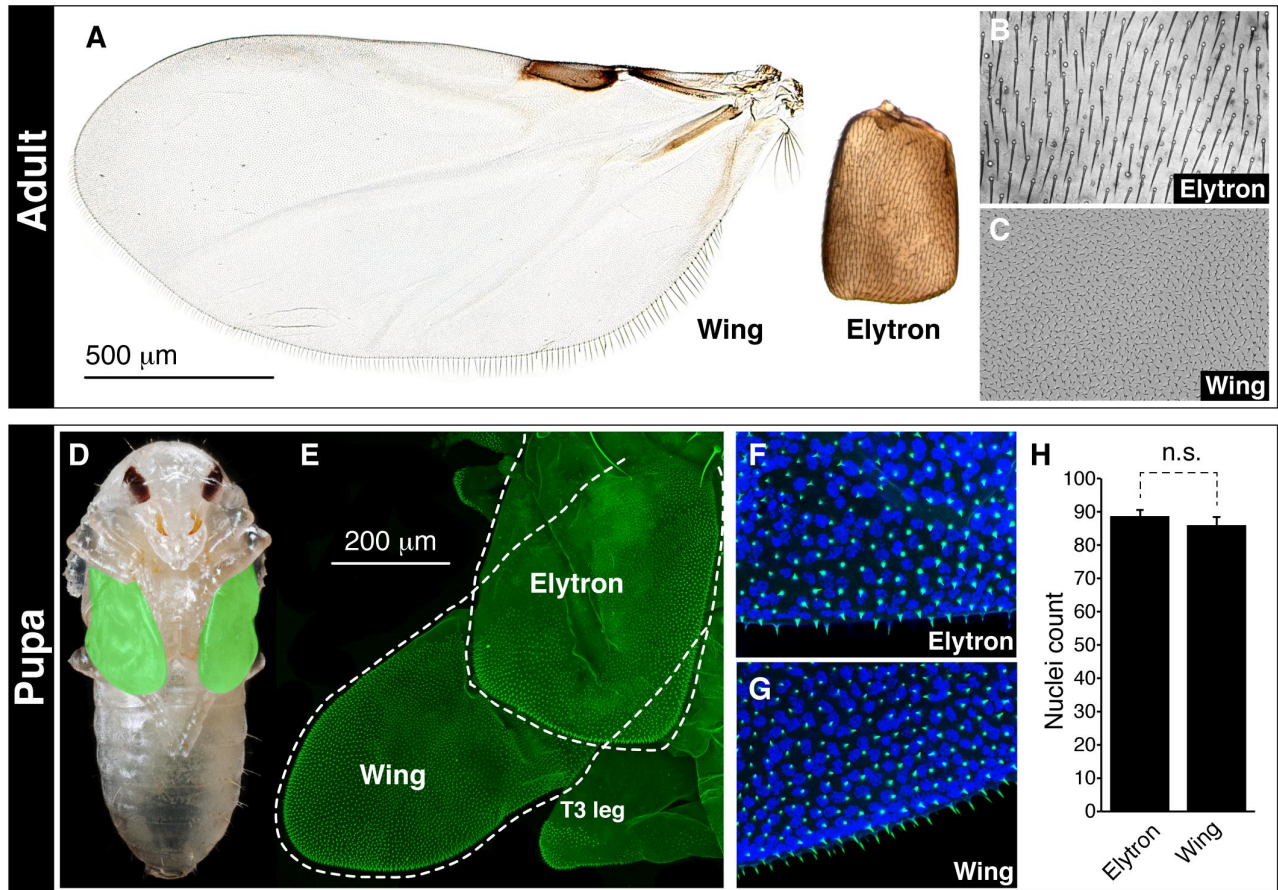 Adult
A
500 μm
Wing
Elytron
B
Elytron
C
Wing
Pupa
D
E
200 μm
Elytron
Wing
T3 leg
F
Elytron
G
Wing
H
n.s.
Nuclei count
100
90
80
70
60
50
40
30
20
10
0
Elytron
Wing